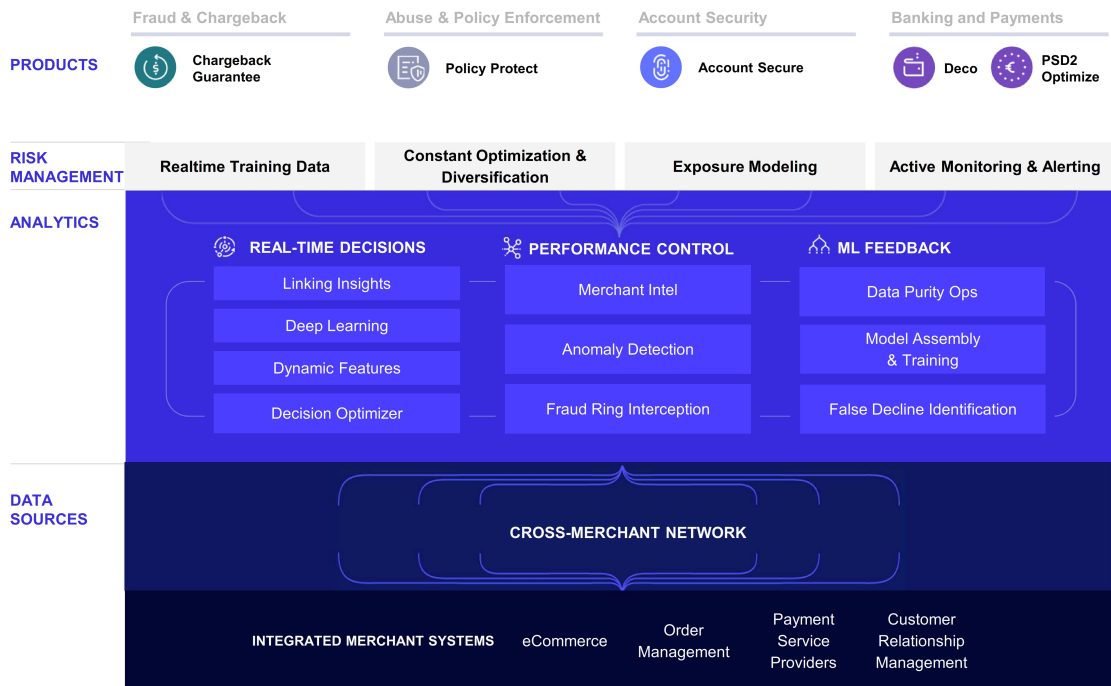 Fraud & Chargeback
Abuse & Policy Enforcement
Account Security
Banking and Payments
PRODUCTS
Chargeback
Guarantee
Policy Protect
Account Secure
Deco
PSD2
Optimize
RISK
MANAGEMENT
Realtime Training Data
Constant Optimization &
Diversification
Exposure Modeling
Active Monitoring & Alerting
ANALYTICS
REAL-TIME DECISIONS
Linking Insights
Deep Learning
Dynamic Features
Decision Optimizer
PERFORMANCE CONTROL
Merchant Intel
Anomaly Detection
Fraud Ring Interception
ML FEEDBACK
Data Purity Ops
Model Assembly
& Training
False Decline Identification
DATA
SOURCES
CROSS-MERCHANT NETWORK
INTEGRATED MERCHANT SYSTEMS
eCommerce
Order
Management
Payment
Service
Providers
Customer
Relationship
Management